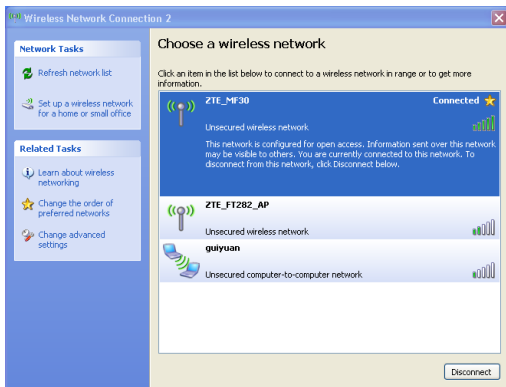 Wireless Network Connection 2
Network Tasks
Refresh network list
Set up a wireless network
for a home or small office
Related Tasks
Learn about wireless
networking
Change the order of
preferred networks
Change advanced
settings
Choose a wireless network
Click an item in the list below to connect to a wireless network in range or to get more
information.
ZTE_MF30
Connected
Unsecured wireless network
This network is configured for open access. Information sent over this network
may be visible to others. You are currently connected to this network. To
disconnect from this network, click Disconnect below.
ZTE_FT282_AP
Unsecured wireless network
guiyuan
Unsecured computer-to-computer network
Disconnect